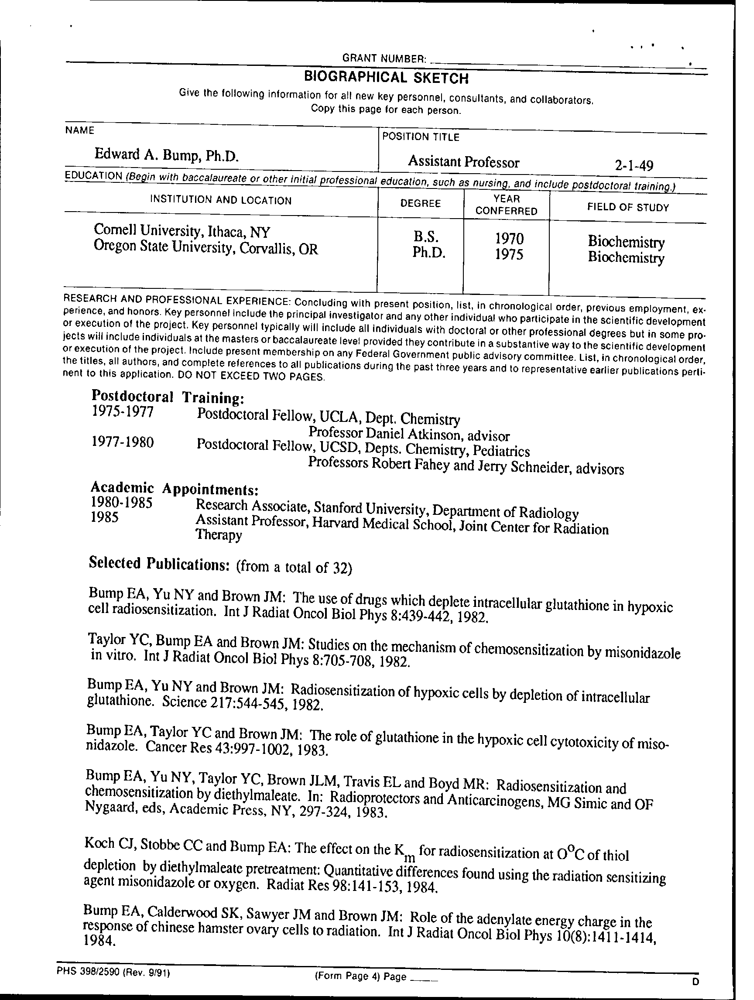 GRANT NUMBER:
BIOGRAPHICAL SKETCH
Give the following information for all new key personnel, consultants, and collaborators.
Copy this page for each person.
NAME
POSITION TITLE
Edward A. Bump, Ph.D.
Assistant Professor
2-1-49
EDUCATION (Begin with baccalaureate or other initial professional education, such as nursing, and include postdoctoral training.)
INSTITUTION AND LOCATION
DEGREE
YEAR
CONFERRED
FIELD OF STUDY
Cornell University, Ithaca, NY B.S. 1970 Biochemistry
Oregon State University, Corvallis, OR Ph.D. 1975 Biochemistry
RESEARCH AND PROFESSIONAL EXPERIENCE: Concluding with present position, list, in chronological order, previous employment, ex-
perience, and honors. Key personnel include the principal investigator and any other individual who participate in the scientific development
or execution of the project. Key personnel typically will include all individuals with doctoral or other professional degrees but in some pro-
jects will include individuals at the masters or baccalaureate level provided they contribute in a substantive way to the scientific development
or execution of the project. Include present membership on any Federal Government public advisory committee. List, in chronological order,
the titles, all authors, and complete references to all publications during the past three years and to representative earlier publications perti-
nent to this application. DO NOT EXCEED TWO PAGES.
Postdoctoral Training:
1975-1977 Postdoctoral Fellow, UCLA, Dept. Chemistry
Professor Daniel Atkinson, advisor
1977-1980 Postdoctoral Fellow, UCSD, Depts. Chemistry, Pediatrics
Professors Robert Fahey and Jerry Schneider, advisors
Academic Appointments:
1980-1985 Research Associate, Stanford University, Department of Radiology
1985 Assistant Professor, Harvard Medical School, Joint Center for Radiation
Therapy
Selected Publications: (from a total of 32)
Bump EA, Yu NY and Brown JM: The use of drugs which deplete intracellular glutathione in hypoxic
cell radiosensitization. Int J Radiat Oncol Biol Phys 8:439-442, 1982.
Taylor YC, Bump EA and Brown JM: Studies on the mechanism of chemosensitization by misonidazole
in vitro. Int J Radiat Oncol Biol Phys 8:705-708, 1982.
Bump EA, Yu NY and Brown JM: Radiosensitization of hypoxic cells by depletion of intracellular
glutathione. Science 217:544-545, 1982.
Bump EA, Taylor YC and Brown JM: The role of glutathione in the hypoxic cell cytotoxicity of miso-
nidazole. Cancer Res 43:997-1002, 1983.
Bump EA, Yu NY, Taylor YC, Brown JLM, Travis EL and Boyd MR: Radiosensitization and
chemosensitization by diethylmaleate. In: Radioprotectors and Anticarcinogens, MG Simic and OF
Nygaard, eds, Academic Press, NY, 297-324, 1983.
Koch CJ, Stobbe CC and Bump EA: The effect on the Km for radiosensitization at O°C of thiol
depletion by diethylmaleate pretreatment: Quantitative differences found using the radiation sensitizing
agent misonidazole or oxygen. Radiat Res 98:141-153, 1984.
Bump EA, Calderwood SK, Sawyer JM and Brown JM: Role of the adenylate energy charge in the
response of chinese hamster ovary cells to radiation. Int J Radiat Oncol Biol Phys 10(8):1411-1414,
1984.
PHS 398/2590 (Rev. 9/91) (Form Page 4) Page D